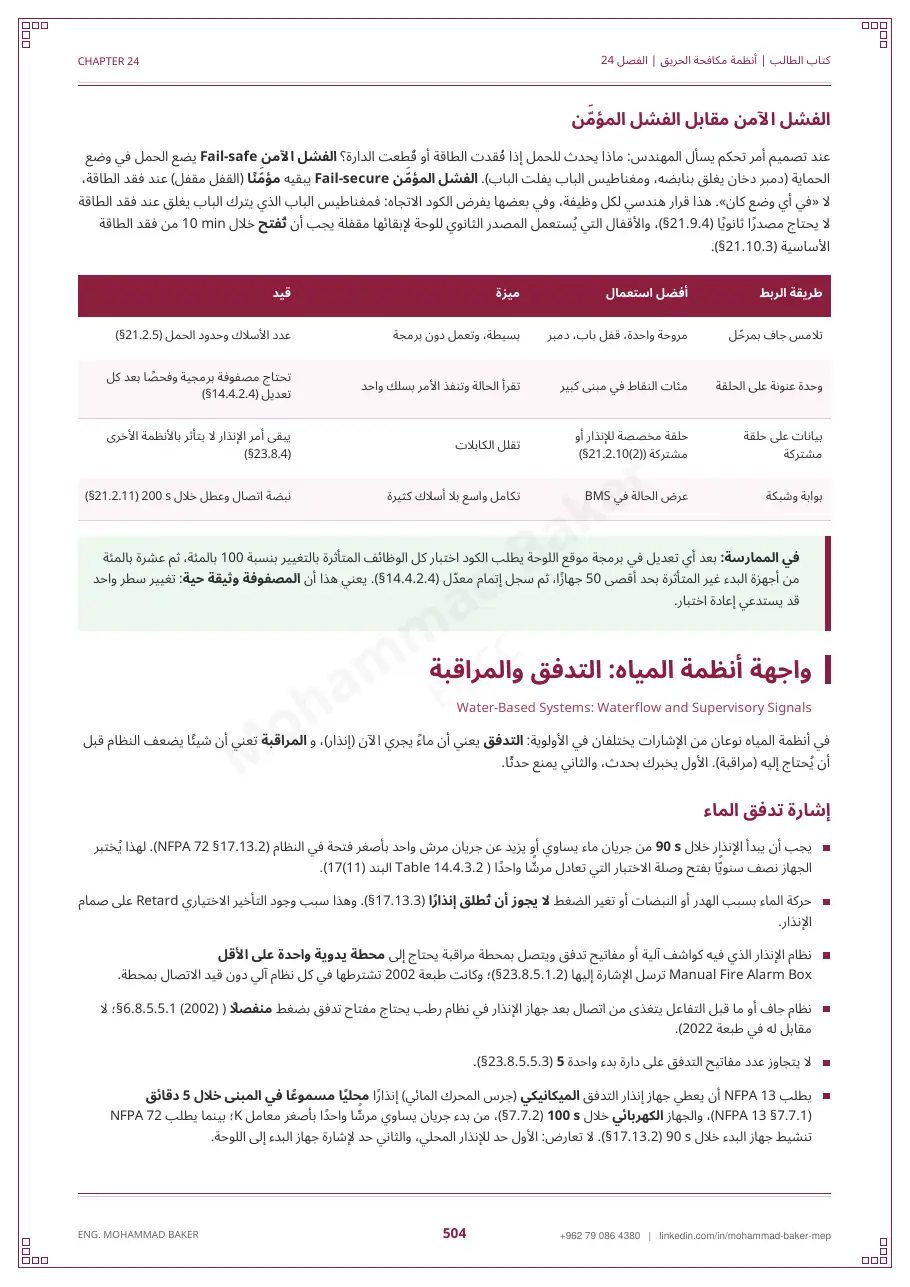 كتاب الطالب | أنظمة مكافحة الحريق | الفصل 24
CHAPTER 24
الفشل الآمن مقابل الفشل المؤمَّن
عند تصميم أمر تحكم يسأل المهندس: ماذا يحدث للحمل إذا فُقدت الطاقة أو قُطعت الدارة؟ الفشل الآمن Fail-safe يضع الحمل في وضع
الحماية (دمبر دخان يغلق بنابضه، ومغناطيس الباب يفلت الباب). الفشل المؤمَّن Fail-secure يبقيه مؤمَّنًا (القفل مقفل) عند فقد الطاقة،
لا «في أي وضع كان». هذا قرار هندسي لكل وظيفة، وفي بعضها يفرض الكود الاتجاه: فمغناطيس الباب الذي يترك الباب يغلق عند فقد الطاقة
لا يحتاج مصدرًا ثانويًا (§21.9.4)، والأقفال التي يُستعمل المصدر الثانوي للوحة لإبقائها مقفلة يجب أن تُفتح خلال 10 min من فقد الطاقة
الأساسية (§21.10.3).
طريقة الربط	أفضل استعمال	ميزة	قيد
تلامس جاف بمرحّل	مروحة واحدة، قفل باب، دمبر	بسيطة، وتعمل دون برمجة	عدد الأسلاك وحدود الحمل (§21.2.5)
وحدة عنونة على الحلقة	مئات النقاط في مبنى كبير	تقرأ الحالة وتنفذ الأمر بسلك واحد	تحتاج مصفوفة برمجية وفحصًا بعد كل
تعديل (§14.4.2.4)
بيانات على حلقة	حلقة مخصصة للإنذار أو	تقلل الكابلات	يبقى أمر الإنذار لا يتأثر بالأنظمة الأخرى
مشتركة	مشتركة (§21.2.10(2))	(§23.8.4)
بوابة وشبكة	عرض الحالة في BMS	تكامل واسع بلا أسلاك كثيرة	نبضة اتصال وعطل خلال 200 s (§21.2.11)
في الممارسة: بعد أي تعديل في برمجة موقع اللوحة يطلب الكود اختبار كل الوظائف المتأثرة بالتغيير بنسبة 100 بالمئة، ثم عشرة بالمئة
من أجهزة البدء غير المتأثرة بحد أقصى 50 جهازًا، ثم سجل إتمام معدّل (§14.4.2.4). يعني هذا أن المصفوفة وثيقة حية: تغيير سطر واحد
قد يستدعي إعادة اختبار.
واجهة أنظمة المياه: التدفق والمراقبة
Water-Based Systems: Waterflow and Supervisory Signals
في أنظمة المياه نوعان من الإشارات يختلفان في الأولوية: التدفق يعني أن ماءً يجري الآن (إنذار)، و المراقبة تعني أن شيئًا يضعف النظام قبل
أن يُحتاج إليه (مراقبة). الأول يخبرك بحدث، والثاني يمنع حدثًا.
إشارة تدفق الماء
يجب أن يبدأ الإنذار خلال 90 s من جريان ماء يساوي أو يزيد عن جريان مرش واحد بأصغر فتحة في النظام (NFPA 72 §17.13.2). لهذا يُختبر
الجهاز نصف سنويًا بفتح وصلة الاختبار التي تعادل مرشًّا واحدًا ( Table 14.4.3.2 البند (11)17).
حركة الماء بسبب الهدر أو النبضات أو تغير الضغط لا يجوز أن تُطلق إنذارًا (§17.13.3). وهذا سبب وجود التأخير الاختياري Retard على صمام
الإنذار.
نظام الإنذار الذي فيه كواشف آلية أو مفاتيح تدفق ويتصل بمحطة مراقبة يحتاج إلى محطة يدوية واحدة على الأقل
Manual Fire Alarm Box ترسل الإشارة إليها (§23.8.5.1.2)؛ وكانت طبعة 2002 تشترطها في كل نظام آلي دون قيد الاتصال بمحطة.
نظام جاف أو ما قبل التفاعل يتغذى من اتصال بعد جهاز الإنذار في نظام رطب يحتاج مفتاح تدفق بضغط منفصلًا ( (2002) §6.8.5.5.1؛ لا
مقابل له في طبعة 2022).
لا يتجاوز عدد مفاتيح التدفق على دارة بدء واحدة 5 (§23.8.5.5.3).
يطلب NFPA 13 أن يعطي جهاز إنذار التدفق الميكانيكي (جرس المحرك المائي) إنذارًا محليًا مسموعًا في المبنى خلال 5 دقائق
(NFPA 13 §7.7.1)، والجهاز الكهربائي خلال 100 s (§7.7.2)، من بدء جريان يساوي مرشًّا واحدًا بأصغر معامل K؛ بينما يطلب NFPA 72
تنشيط جهاز البدء خلال 90 s (§17.13.2). لا تعارض: الأول حد للإنذار المحلي، والثاني حد لإشارة جهاز البدء إلى اللوحة.
Mohammad Baker
ENG. MOHAMMAD BAKER
504
+962 79 086 4380 | linkedin.com/in/mohammad-baker-mep